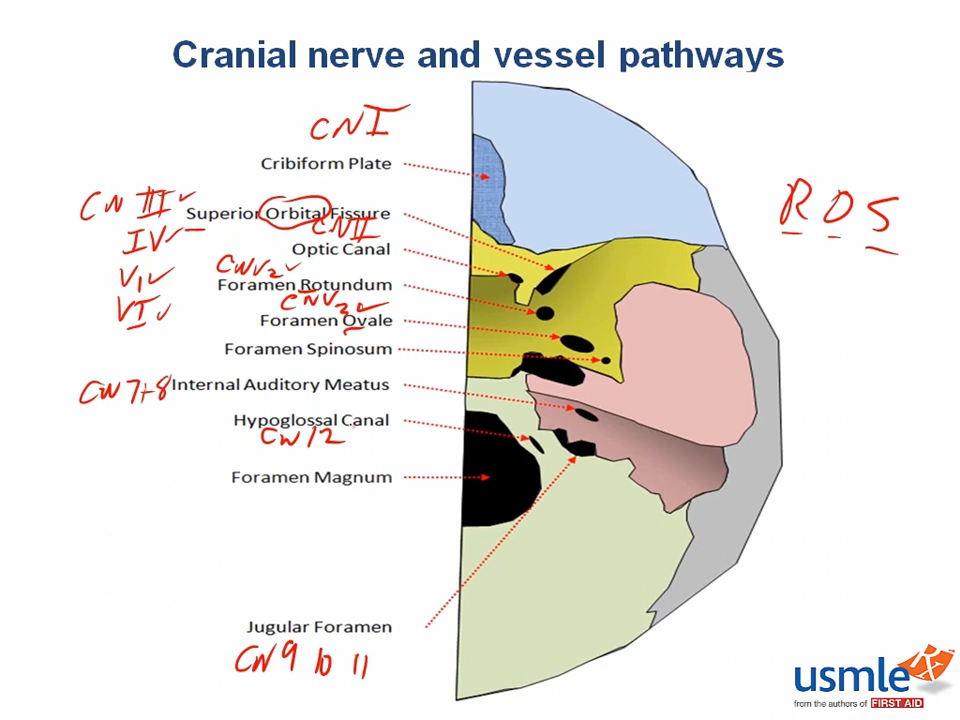 Cranial nerve and vessel pathways
CN I
Cribiform Plate
CN III
Superior Orbital Fissure
CN II
IV
Optic Canal
CN V2
V1
Foramen Rotundum
CN V3
VI
Foramen Ovale
Foramen Spinosum
CN 7+8 Internal Auditory Meatus
Hypoglossal Canal
CN 12
Foramen Magnum
Jugular Foramen
CN 9 10 11
R O S
usmle Rx
from the authors of FIRST AID